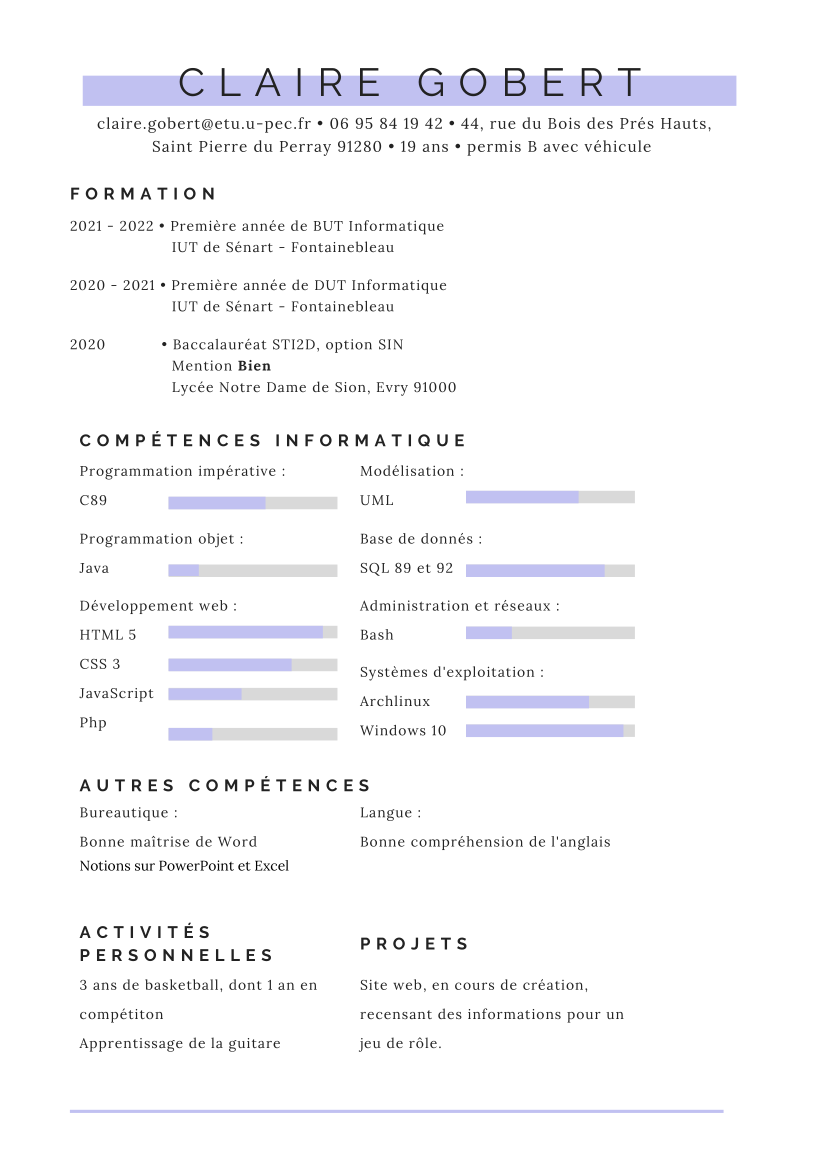 CLAIRE GOBERT
claire.gobert@etu.u-pec.fr • 06 95 84 19 42 • 44, rue du Bois des Prés Hauts,
Saint Pierre du Perray 91280 • 19 ans • permis B avec véhicule
FORMATION
2021 - 2022 • Première année de BUT Informatique
IUT de Sénart - Fontainebleau
2020 - 2021 • Première année de DUT Informatique
IUT de Sénart - Fontainebleau
2020 • Baccalauréat STI2D, option SIN
Mention Bien
Lycée Notre Dame de Sion, Evry 91000
COMPÉTENCES INFORMATIQUE
Programmation impérative :
C89
Programmation objet :
Java
Développement web :
HTML 5
CSS 3
JavaScript
Php
Modélisation :
UML
Base de donnés :
SQL 89 et 92
Administration et réseaux :
Bash
Systèmes d'exploitation :
Archlinux
Windows 10
AUTRES COMPÉTENCES
Bureautique :
Bonne maîtrise de Word
Notions sur PowerPoint et Excel
Langue :
Bonne compréhension de l'anglais
ACTIVITÉS
PERSONNELLES
3 ans de basketball, dont 1 an en
compétiton
Apprentissage de la guitare
PROJETS
Site web, en cours de création,
recensant des informations pour un
jeu de rôle.